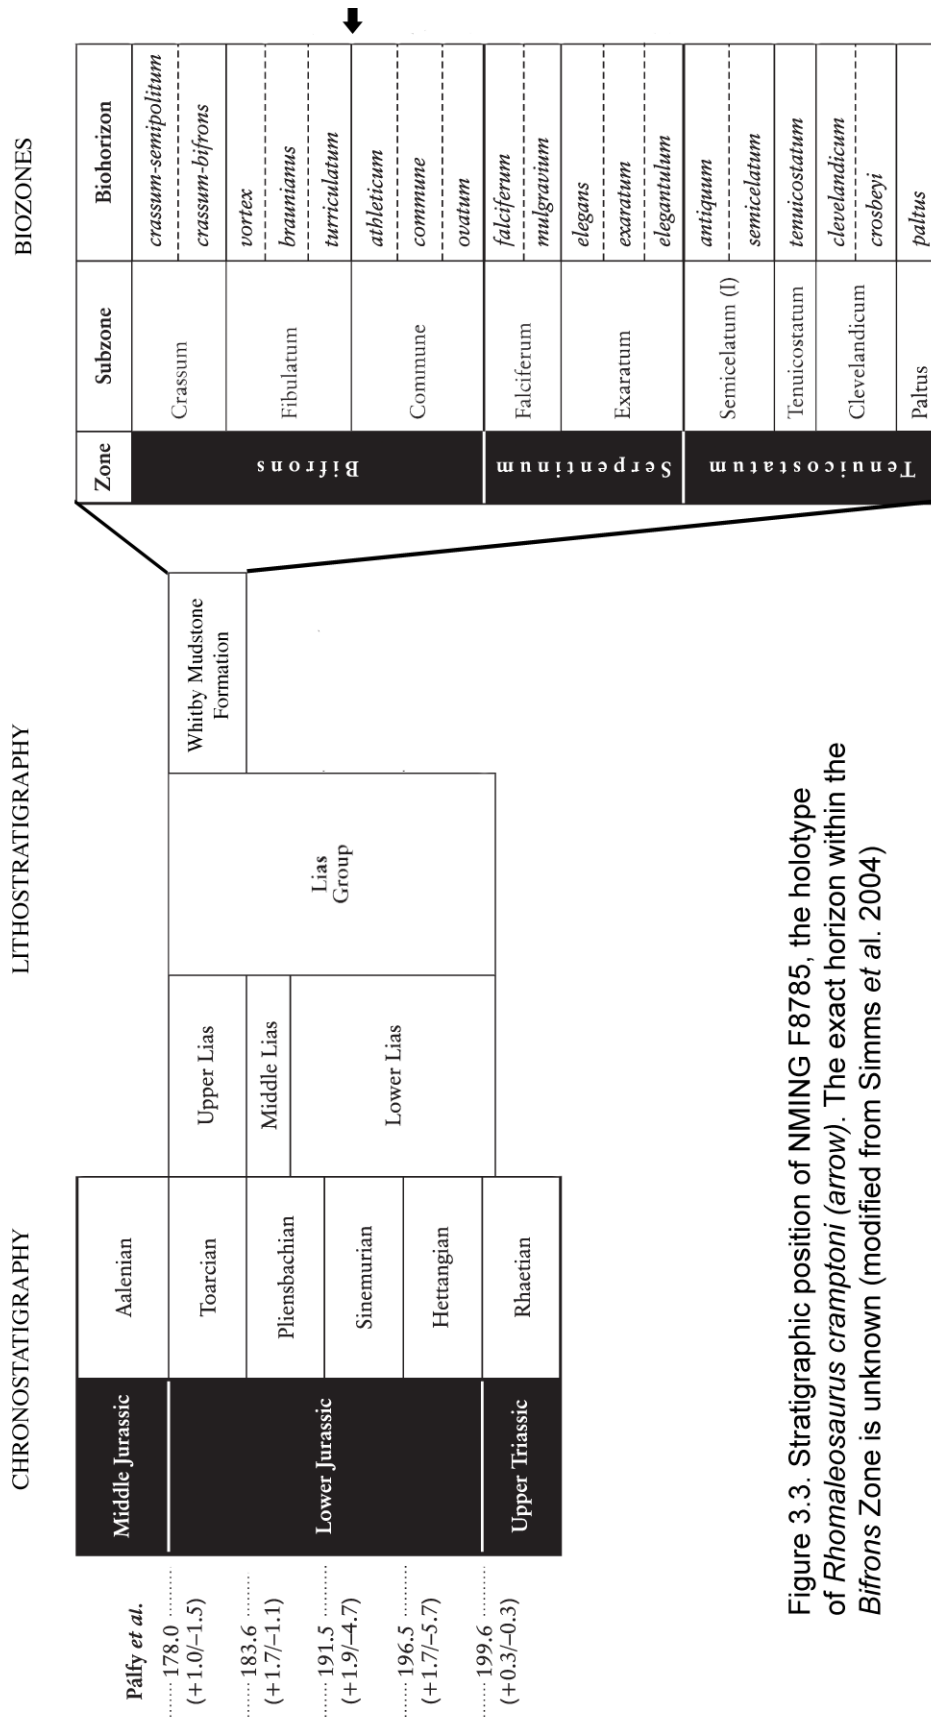 CHRONOSTATIGRAPHY
LITHOSTRATIGRAPHY
BIOZONES
Pálfy et al.
178.0
(+1.0/–1.5)
183.6
(+1.7/–1.1)
191.5
(+1.9/–4.7)
196.5
(+1.7/–5.7)
199.6
(+0.3/–0.3)
Middle Jurassic
Lower Jurassic
Upper Triassic
Aalenian
Toarcian
Pliensbachian
Sinemurian
Hettangian
Rhaetian
Upper Lias
Middle Lias
Lower Lias
Lias
Group
Whitby Mudstone
Formation
Zone
Subzone
Biohorizon
Bifrons
Crassum
crassum-semipolitum
crassum-bifrons
Fibulatum
vortex
braunianus
turriculatum
Commune
athleticum
commune
ovatum
Serpentinum
Falciferum
falciferum
mulgravium
Exaratum
elegans
exaratum
elegantulum
Tenuicostatum
Semicelatum (I)
antiquum
semicelatum
Tenuicostatum
tenuicostatum
Clevelandicum
clevelandicum
crosbeyi
Paltus
paltus
Figure 3.3. Stratigraphic position of NMING F8785, the holotype
of Rhomaleosaurus cramptoni (arrow). The exact horizon within the
Bifrons Zone is unknown (modified from Simms et al. 2004)